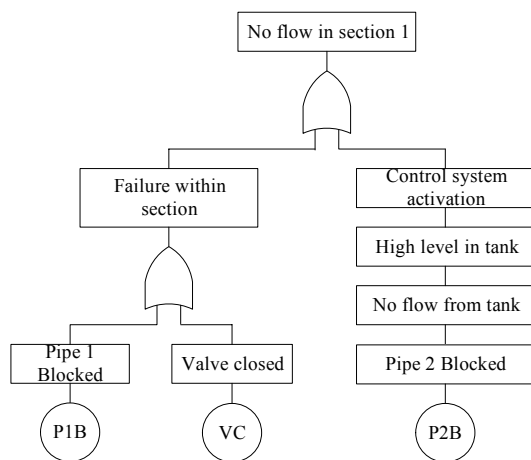 No flow in section 1
Failure within
section
Control system
activation
High level in tank
No flow from tank
Pipe 1
Blocked
Valve closed
Pipe 2 Blocked
P1B
VC
P2B